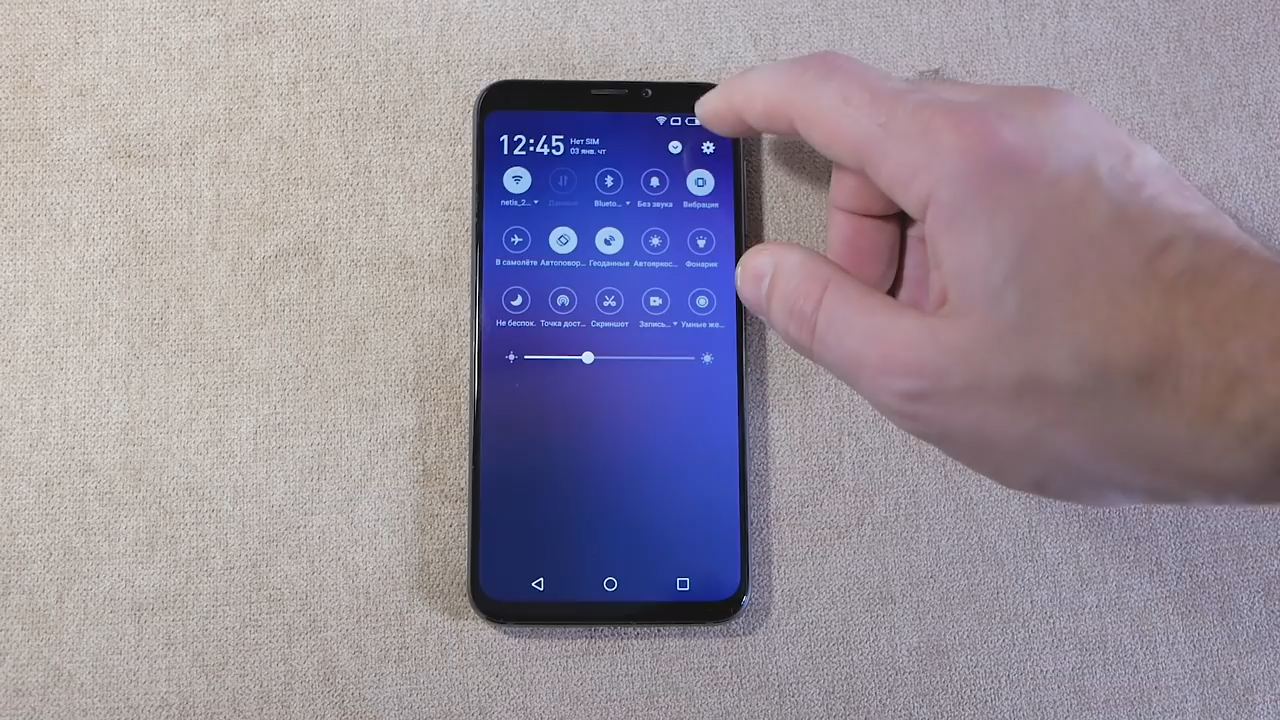 12:45
Нет SIM
03 янв. чт
netis_2...
Данные
Blueto...
Без звука
Вибрация
В самолёте
Автоповор...
Геоданные
Автояркос...
Фонарик
Не беспок.
Точка дост...
Скриншот
Запись...
Умные же...